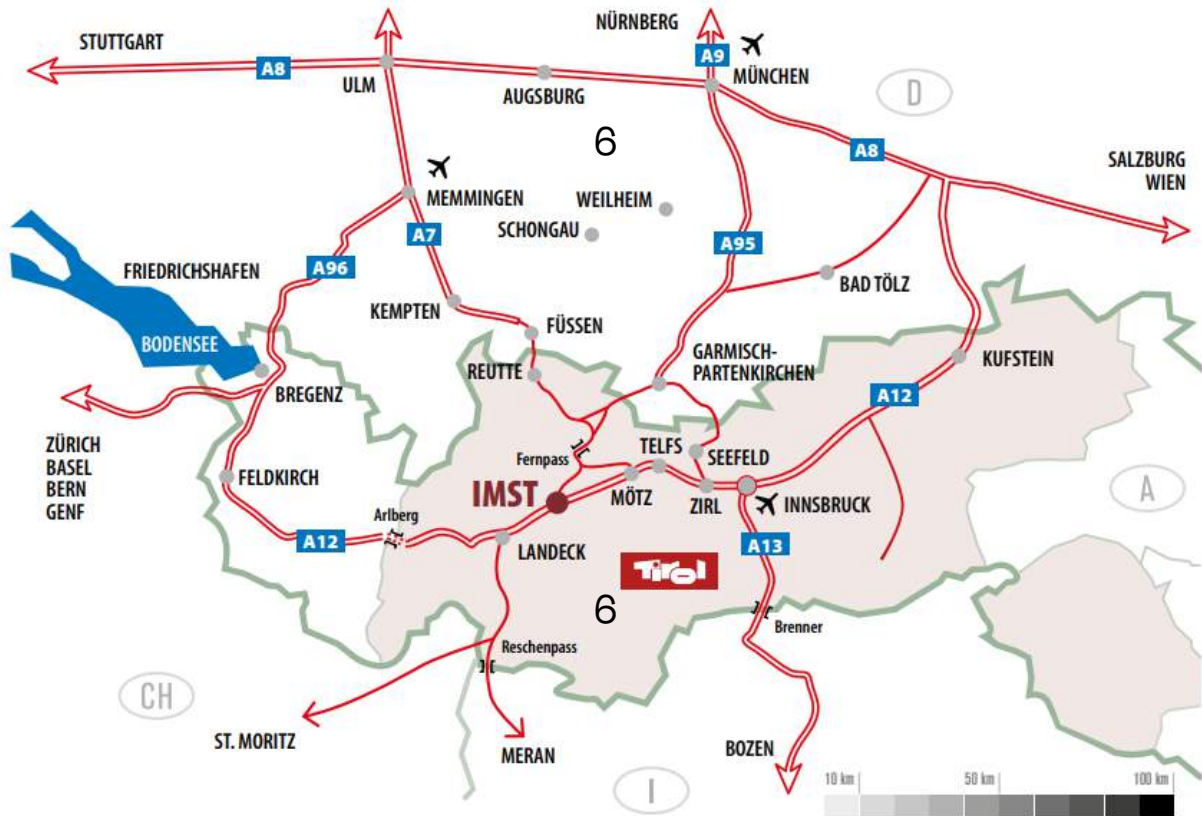 NÜRNBERG
STUTTGART
A9
A8
MÜNCHEN
ULM
AUGSBURG
D
6
A8
SALZBURG
WIEN
MEMMINGEN
WEILHEIM
SCHONGAU
A7
A95
FRIEDRICHSHAFEN
A96
BAD TÖLZ
KEMPTEN
FÜSSEN
BODENSEE
GARMISCH-
PARTENKIRCHEN
KUFSTEIN
REUTTE
BREGENZ
A12
ZÜRICH
BASEL
BERN
GENF
TELFS
SEEFELD
Fernpass
FELDKIRCH
MÖTZ
IMST
ZIRL
INNSBRUCK
A
Arlberg
A12
LANDECK
A13
Tirol
6
Brenner
Reschenpass
CH
ST. MORITZ
MERAN
BOZEN
I
10 km
50 km
100 km